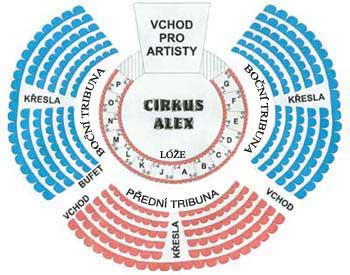 VCHOD
PRO
ARTISTY
BOČNÍ TRIBUNA
BOČNÍ TRIBUNA
KŘESLA
KŘESLA
CIRKUS
ALEX
LÓŽE
P
O
N
M
L
K
J
A
B
C
D
E
F
G
BUFET
VCHOD
PŘEDNÍ TRIBUNA
VCHOD
KŘESLA